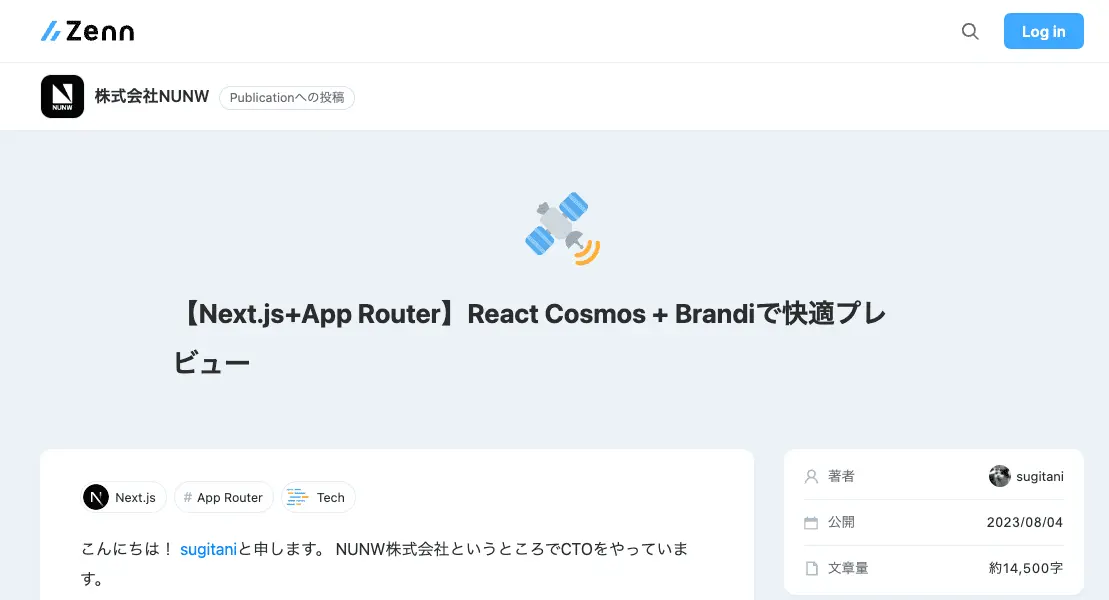 Zenn
Log in
NUNW
株式会社NUNW
Publicationへの投稿
【Next.js+App Router】React Cosmos + Brandiで快適プレ
ビュー
N Next.js
# App Router
Tech
こんにちは！ sugitaniと申します。 NUNW株式会社というところでCTOをやっていま
す。
著者 sugitani
公開 2023/08/04
文章量 約14,500字